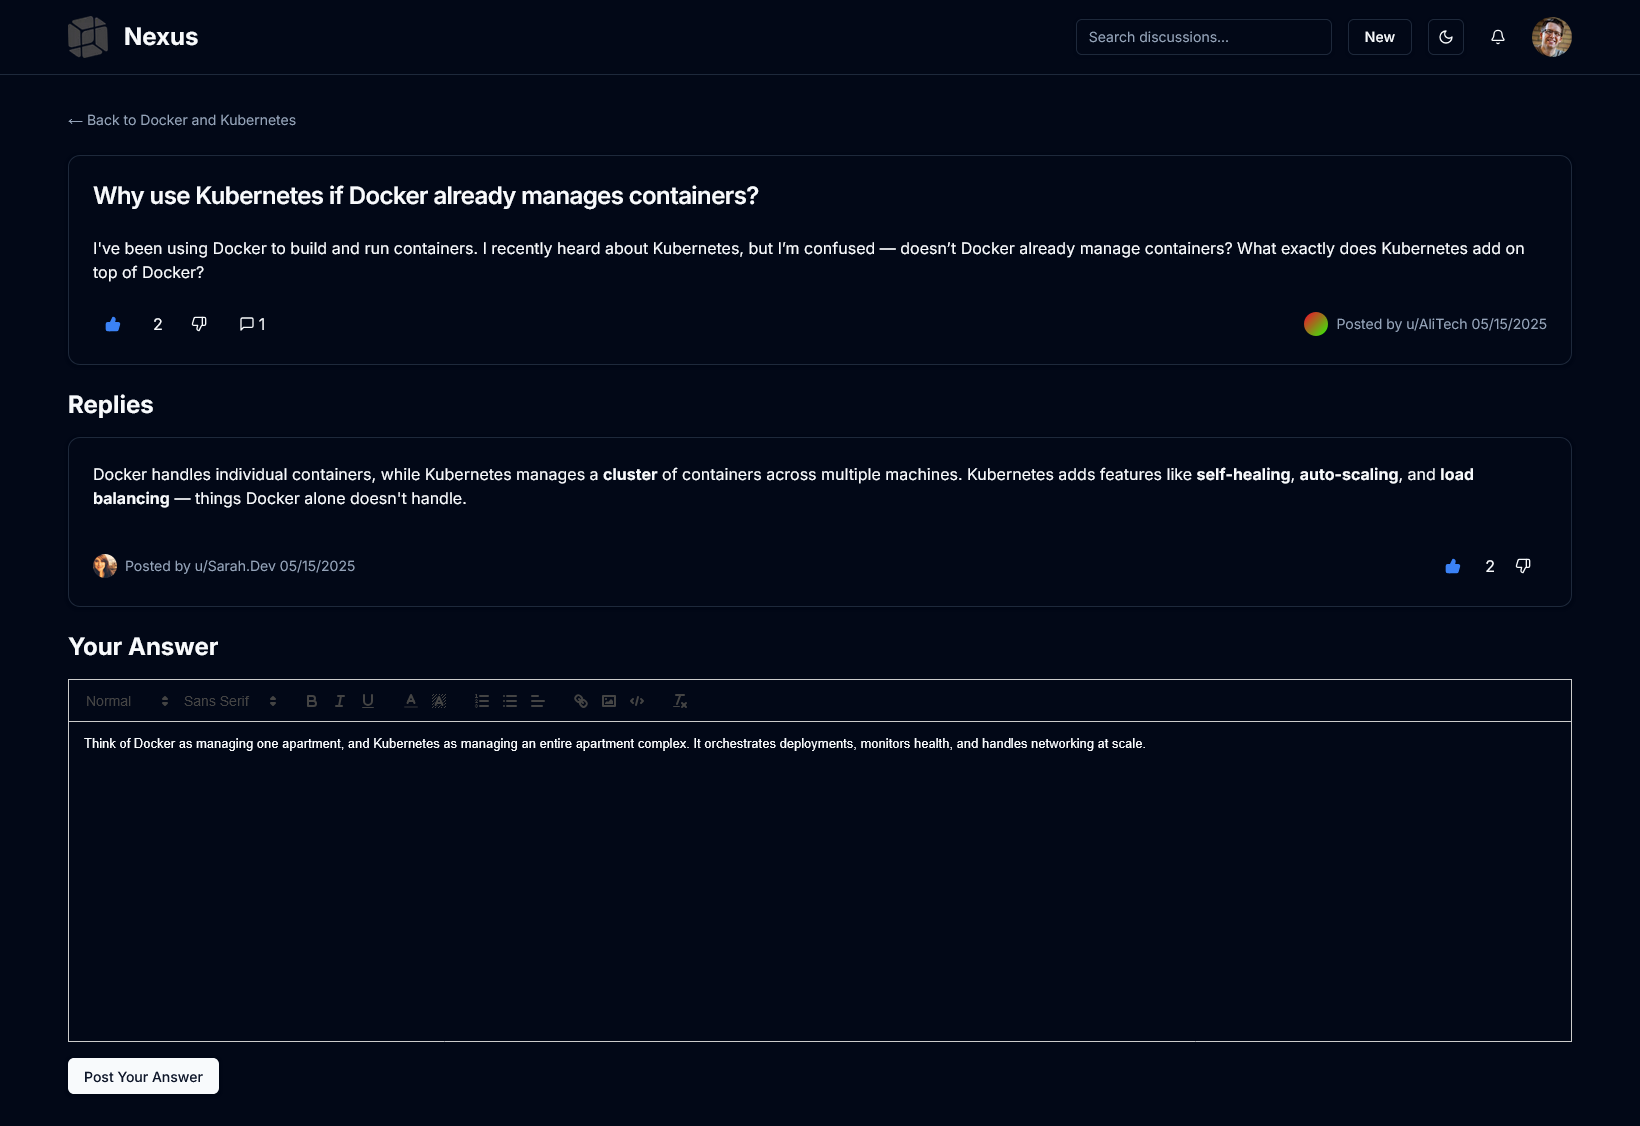 Nexus
Search discussions...
New
← Back to Docker and Kubernetes
Why use Kubernetes if Docker already manages containers?
I've been using Docker to build and run containers. I recently heard about Kubernetes, but I’m confused — doesn’t Docker already manage containers? What exactly does Kubernetes add on
top of Docker?
2
1
Posted by u/AliTech 05/15/2025
Replies
Docker handles individual containers, while Kubernetes manages a cluster of containers across multiple machines. Kubernetes adds features like self-healing, auto-scaling, and load
balancing — things Docker alone doesn't handle.
Posted by u/Sarah.Dev 05/15/2025
2
Your Answer
Normal
Sans Serif
Think of Docker as managing one apartment, and Kubernetes as managing an entire apartment complex. It orchestrates deployments, monitors health, and handles networking at scale.
Post Your Answer